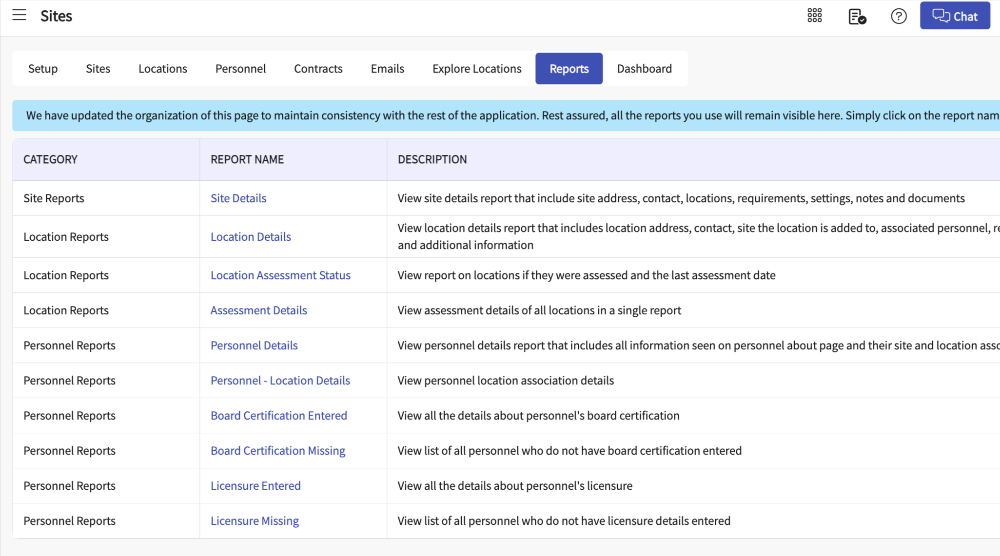 Sites
Chat
Setup Sites Locations Personnel Contracts Emails Explore Locations Reports Dashboard
We have updated the organization of this page to maintain consistency with the rest of the application. Rest assured, all the reports you use will remain visible here. Simply click on the report nam
CATEGORY REPORT NAME DESCRIPTION
Site Reports Site Details View site details report that include site address, contact, locations, requirements, settings, notes and documents
Location Reports Location Details View location details report that includes location address, contact, site the location is added to, associated personnel, re
and additional information
Location Reports Location Assessment Status View report on locations if they were assessed and the last assessment date
Location Reports Assessment Details View assessment details of all locations in a single report
Personnel Reports Personnel Details View personnel details report that includes all information seen on personnel about page and their site and location asso
Personnel Reports Personnel - Location Details View personnel location association details
Personnel Reports Board Certification Entered View all the details about personnel's board certification
Personnel Reports Board Certification Missing View list of all personnel who do not have board certification entered
Personnel Reports Licensure Entered View all the details about personnel's licensure
Personnel Reports Licensure Missing View list of all personnel who do not have licensure details entered